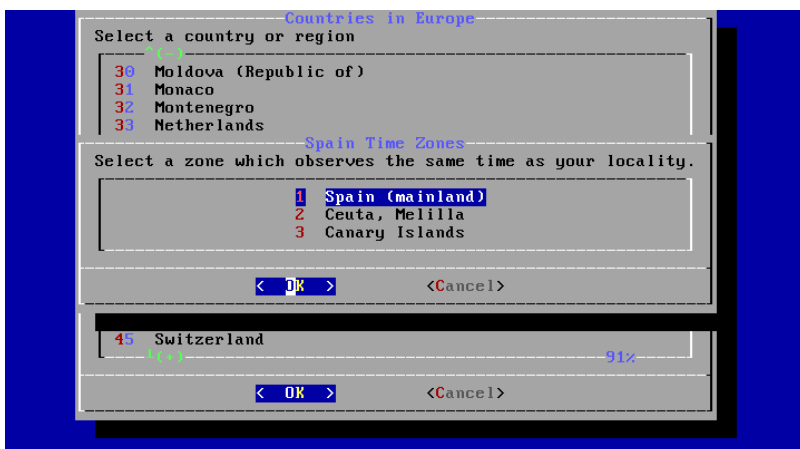 Countries in Europe
Select a country or region
^(-)
30 Moldova (Republic of)
31 Monaco
32 Montenegro
33 Netherlands
Spain Time Zones
Select a zone which observes the same time as your locality.
1 Spain (mainland)
2 Ceuta, Melilla
3 Canary Islands
< OK > <Cancel>
45 Switzerland
(+) 91%
< OK > <Cancel>